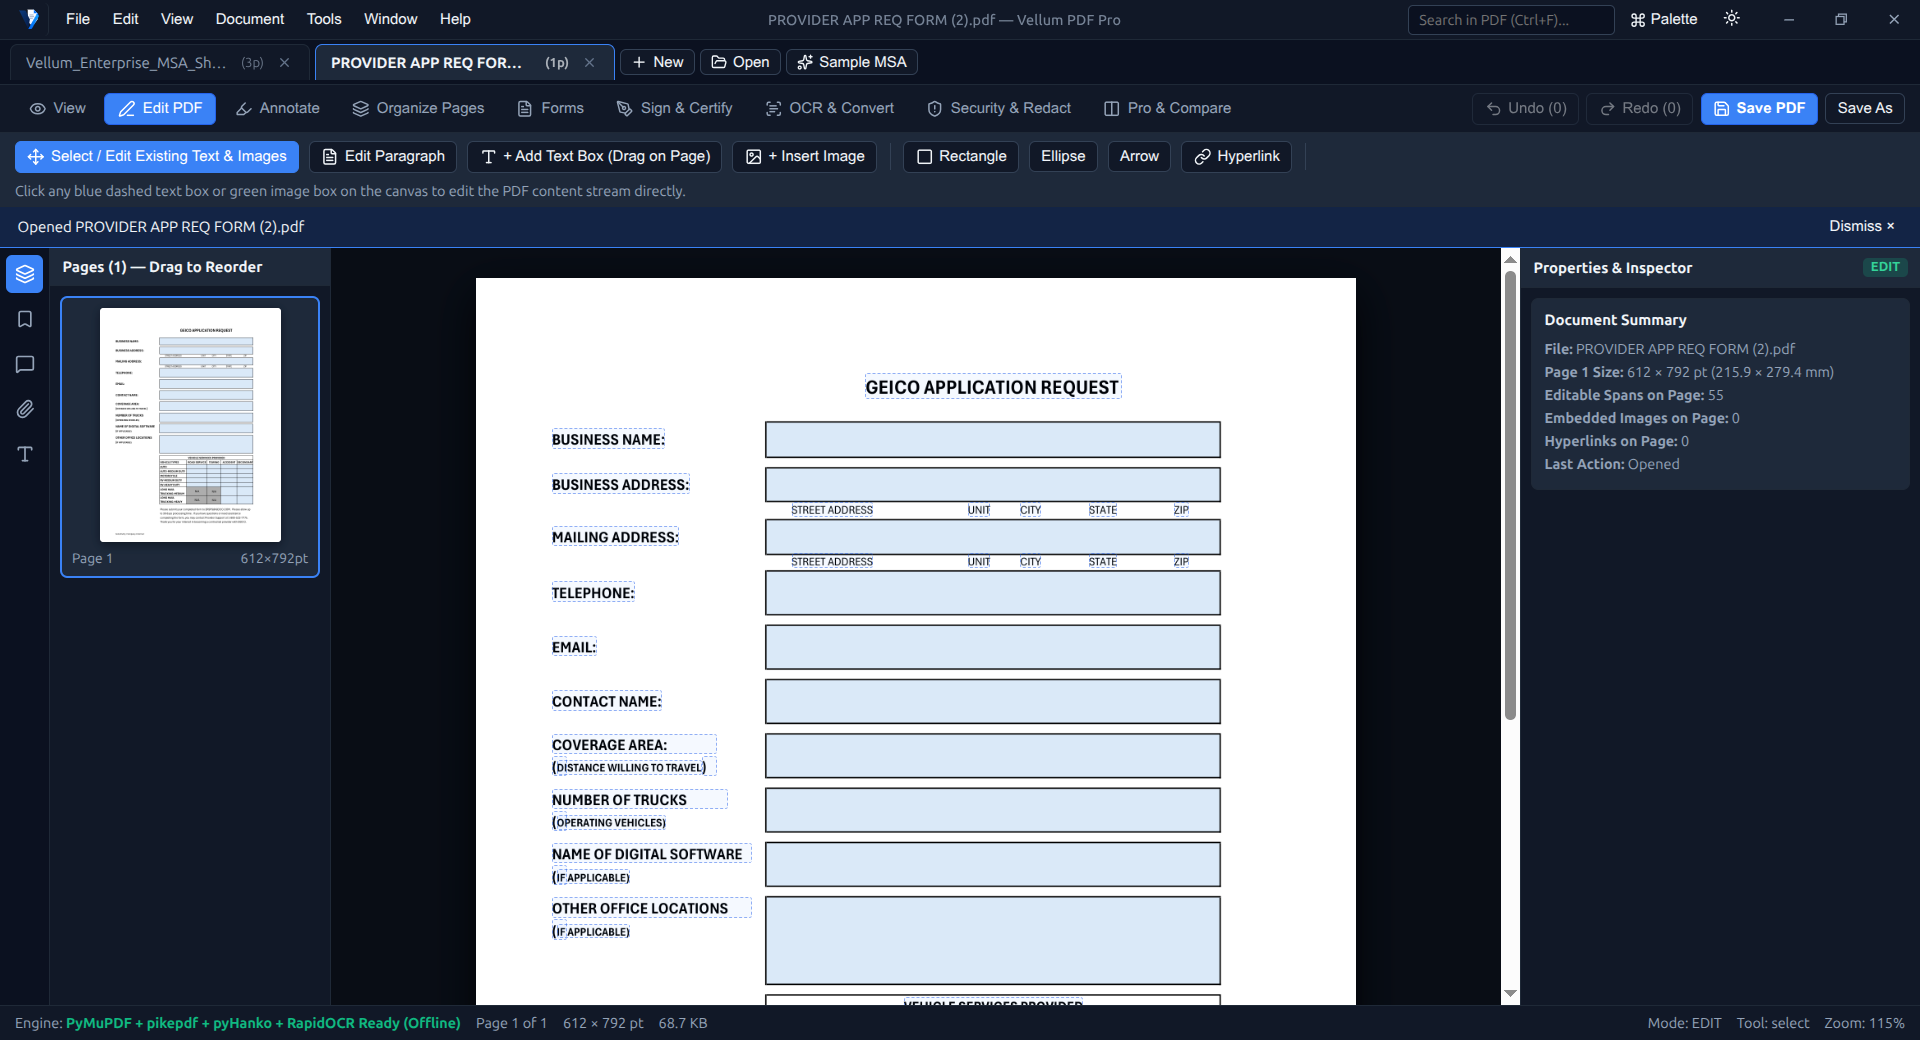 File Edit View Document Tools Window Help PROVIDER APP REQ FORM (2).pdf — Vellum PDF Pro Search in PDF (Ctrl+F)... Palette
Vellum_Enterprise_MSA_Sh... (3p) PROVIDER APP REQ FOR... (1p) New Open Sample MSA
View Edit PDF Annotate Organize Pages Forms Sign & Certify OCR & Convert Security & Redact Pro & Compare Undo (0) Redo (0) Save PDF Save As
Select / Edit Existing Text & Images Edit Paragraph + Add Text Box (Drag on Page) + Insert Image Rectangle Ellipse Arrow Hyperlink
Click any blue dashed text box or green image box on the canvas to edit the PDF content stream directly.
Opened PROVIDER APP REQ FORM (2).pdf Dismiss ×
Pages (1) — Drag to Reorder
Page 1 612×792pt
GEICO APPLICATION REQUEST
BUSINESS NAME:
BUSINESS ADDRESS:
STREET ADDRESS UNIT CITY STATE ZIP
MAILING ADDRESS:
STREET ADDRESS UNIT CITY STATE ZIP
TELEPHONE:
EMAIL:
CONTACT NAME:
COVERAGE AREA:
(DISTANCE WILLING TO TRAVEL)
NUMBER OF TRUCKS
(OPERATING VEHICLES)
NAME OF DIGITAL SOFTWARE
(IF APPLICABLE)
OTHER OFFICE LOCATIONS
(IF APPLICABLE)
VEHICLE SERVICES PROVIDED
Properties & Inspector EDIT
Document Summary
File: PROVIDER APP REQ FORM (2).pdf
Page 1 Size: 612 × 792 pt (215.9 × 279.4 mm)
Editable Spans on Page: 55
Embedded Images on Page: 0
Hyperlinks on Page: 0
Last Action: Opened
Engine: PyMuPDF + pikepdf + pyHanko + RapidOCR Ready (Offline) Page 1 of 1 612 × 792 pt 68.7 KB Mode: EDIT Tool: select Zoom: 115%